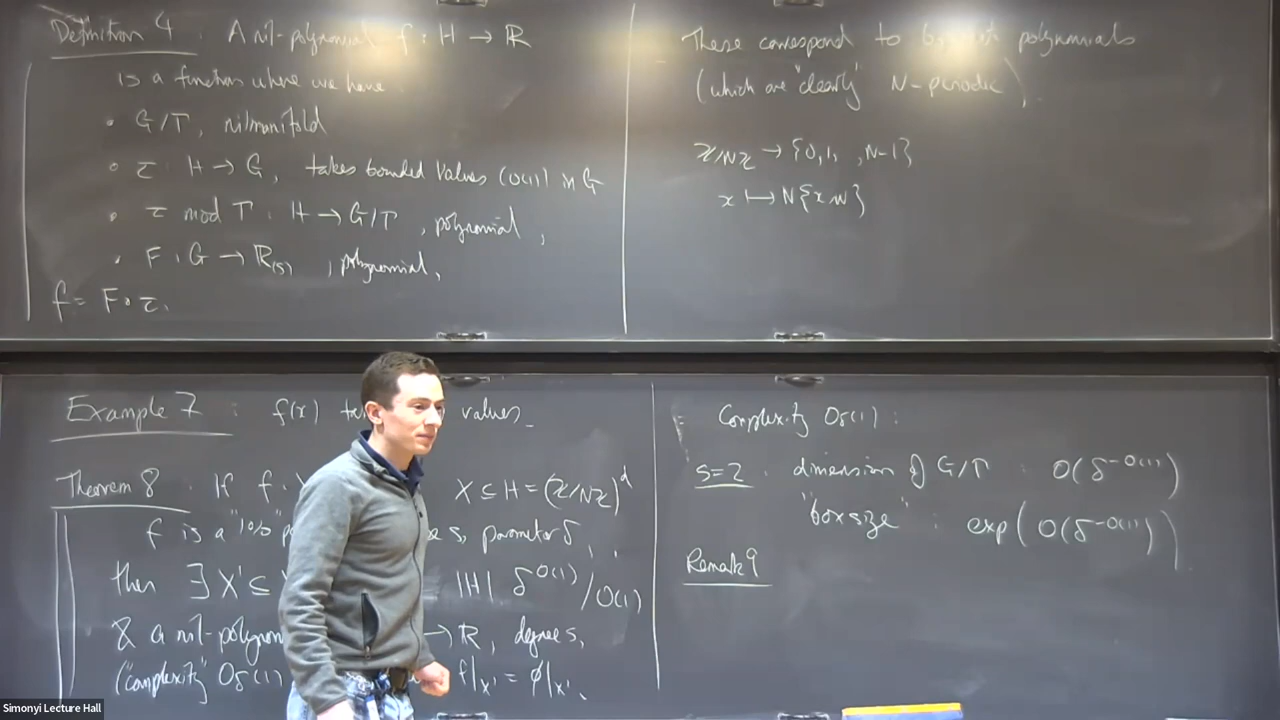 Definition 4 : A nil-polynomial f : H → ℝ
is a function where we have
• G/Γ, nilmanifold
• τ : H → G, takes bounded values (O(1)) in G
• τ mod Γ : H → G/Γ, polynomial,
• F : G → ℝ(s), polynomial,
f = F∘τ.
These correspond to polynomials
(which are "clearly" N-periodic).
ℤ/Nℤ → {0,1, ,N-1}
x ↦ N{x/N}
Example 7 : f(x) values.
Theorem 8 : If f : X ⊆ H = (ℤ/Nℤ)^d
f is a "1%" s, parameter δ,
then ∃ X' ⊆ |H| δ^{O(1)}/O(1)
& a nil-polynom → ℝ, degree s,
("complexity" O_δ(1) f|_{X'} = φ|_{X'}.
Complexity O_δ(1) :
s=2 : dimension of G/Γ : O(δ^{-O(1)})
"box size" : exp(O(δ^{-O(1)}))
Remark 9
Simonyi Lecture Hall